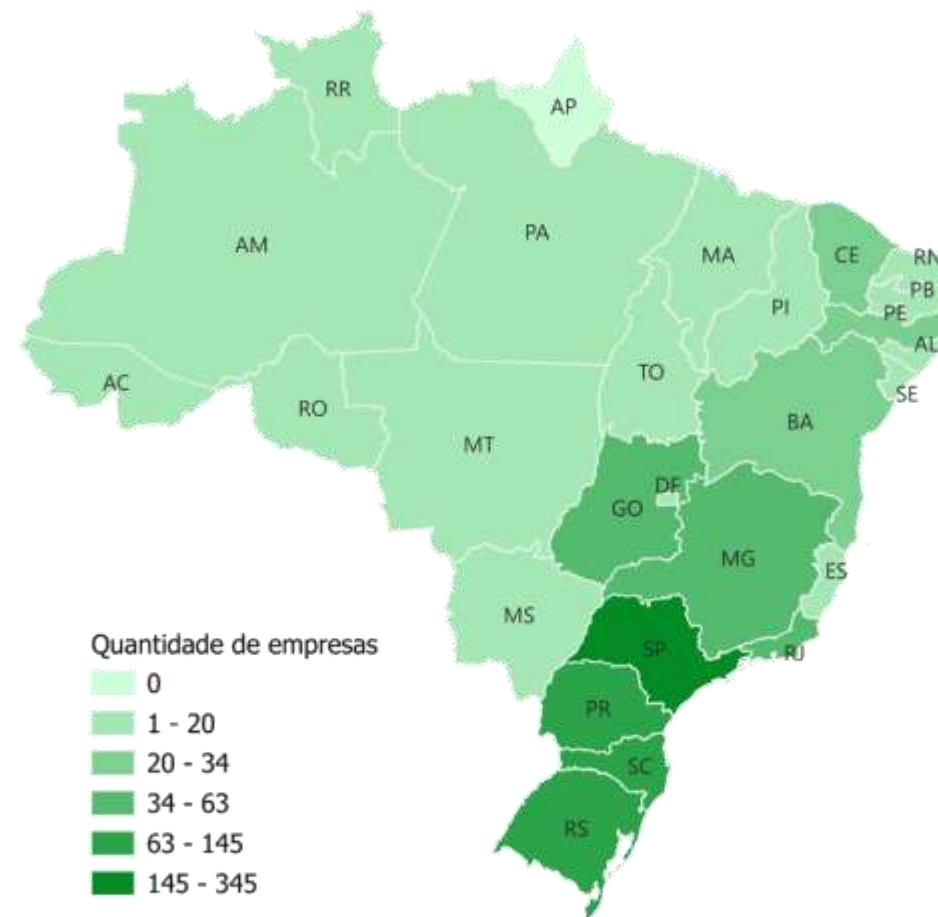 RR
AP
AM
PA
MA
CE
RN
PB
PI
PE
AL
AC
TO
SE
RO
BA
MT
DF
GO
MG
ES
MS
SP
RJ
PR
SC
RS
Quantidade de empresas
0
1 - 20
20 - 34
34 - 63
63 - 145
145 - 345